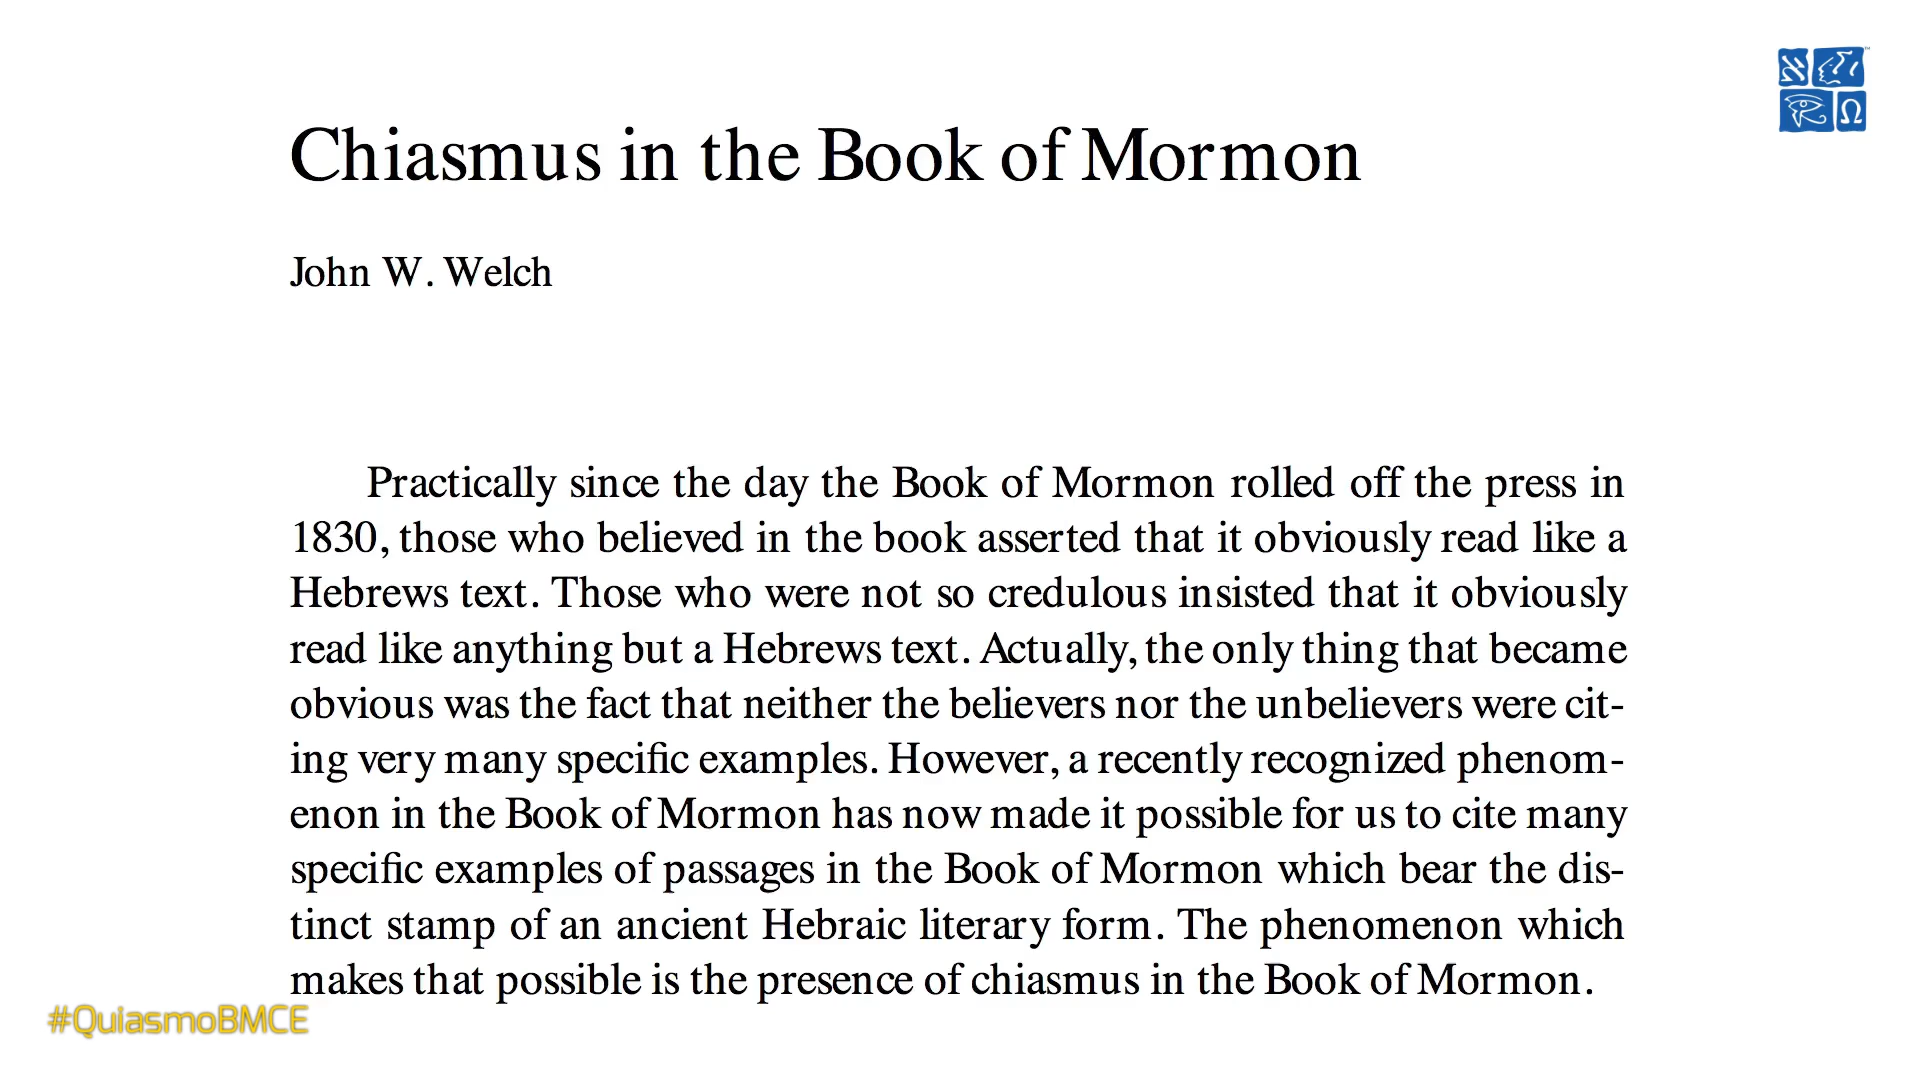 Chiasmus in the Book of Mormon
John W. Welch
Practically since the day the Book of Mormon rolled off the press in
1830, those who believed in the book asserted that it obviously read like a
Hebrews text. Those who were not so credulous insisted that it obviously
read like anything but a Hebrews text. Actually, the only thing that became
obvious was the fact that neither the believers nor the unbelievers were cit-
ing very many specific examples. However, a recently recognized phenom-
enon in the Book of Mormon has now made it possible for us to cite many
specific examples of passages in the Book of Mormon which bear the dis-
tinct stamp of an ancient Hebraic literary form. The phenomenon which
makes that possible is the presence of chiasmus in the Book of Mormon.
#QuiasmoBMCE